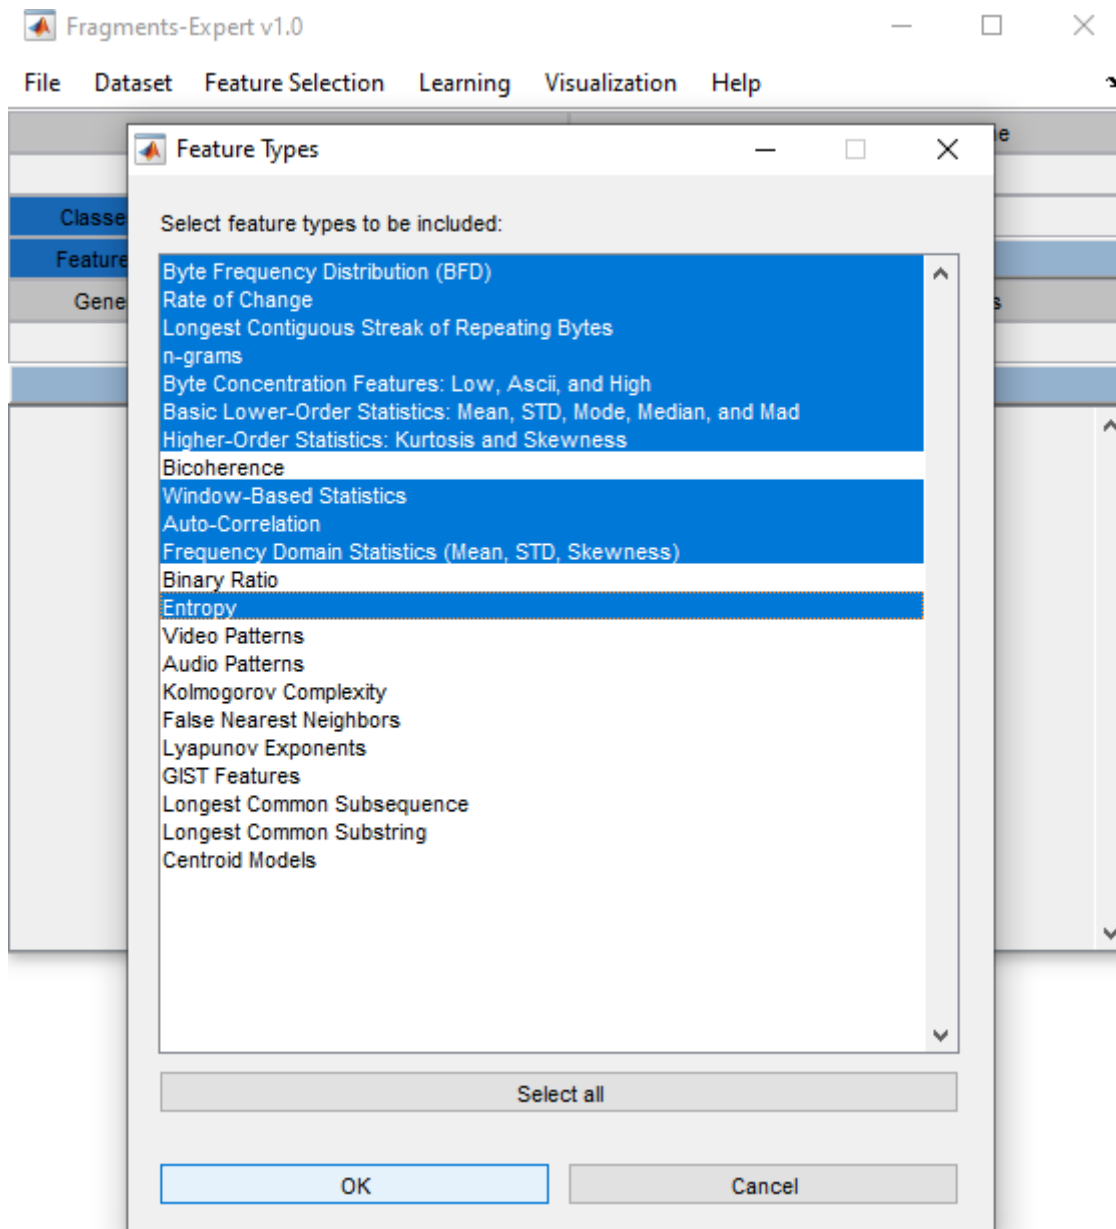 Fragments-Expert v1.0
File Dataset Feature Selection Learning Visualization Help
Feature Types
Select feature types to be included:
Classe
Feature
Gene
Byte Frequency Distribution (BFD)
Rate of Change
Longest Contiguous Streak of Repeating Bytes
n-grams
Byte Concentration Features: Low, Ascii, and High
Basic Lower-Order Statistics: Mean, STD, Mode, Median, and Mad
Higher-Order Statistics: Kurtosis and Skewness
Bicoherence
Window-Based Statistics
Auto-Correlation
Frequency Domain Statistics (Mean, STD, Skewness)
Binary Ratio
Entropy
Video Patterns
Audio Patterns
Kolmogorov Complexity
False Nearest Neighbors
Lyapunov Exponents
GIST Features
Longest Common Subsequence
Longest Common Substring
Centroid Models
Select all
OK Cancel